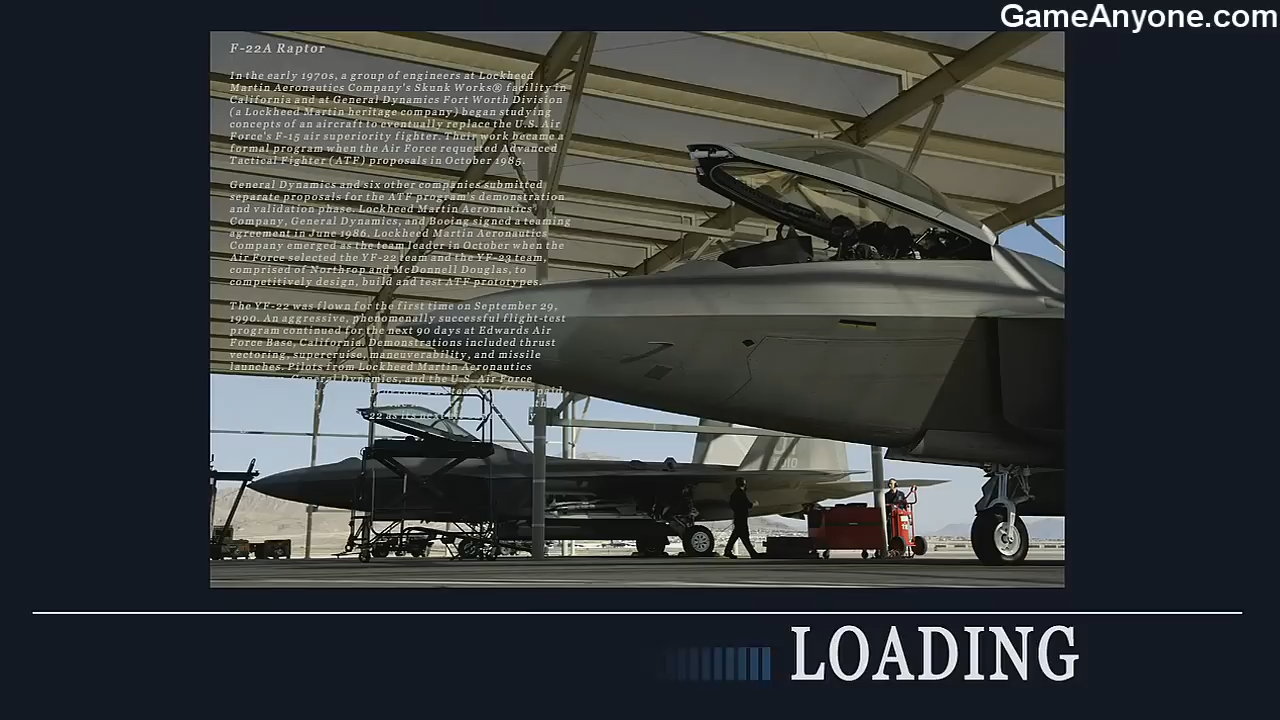 GameAnyone.com
F-22A Raptor
In the early 1970s, a group of engineers at Lockheed
Martin Aeronautics Company's Skunk Works® facility in
California and at General Dynamics Fort Worth Division
(a Lockheed Martin heritage company) began studying
concepts of an aircraft to eventually replace the U.S. Air
Force's F-15 air superiority fighter. Their work became a
formal program when the Air Force requested Advanced
Tactical Fighter (ATF) proposals in October 1985.
General Dynamics and six other companies submitted
separate proposals for the ATF program's demonstration
and validation phase. Lockheed Martin Aeronautics
Company, General Dynamics, and Boeing signed a teaming
agreement in June 1986. Lockheed Martin Aeronautics
Company emerged as the team leader in October when the
Air Force selected the YF-22 team and the YF-23 team,
comprised of Northrop and McDonnell Douglas, to
competitively design, build and test ATF prototypes.
The YF-22 was flown for the first time on September 29,
1990. An aggressive, phenomenally successful flight-test
program continued for the next 90 days at Edwards Air
Force Base, California. Demonstrations included thrust
vectoring, supercruise, maneuverability, and missile
launches. Pilots from Lockheed Martin Aeronautics
General Dynamics, and the U.S. Air Force
paid
-22 as its next
LOADING